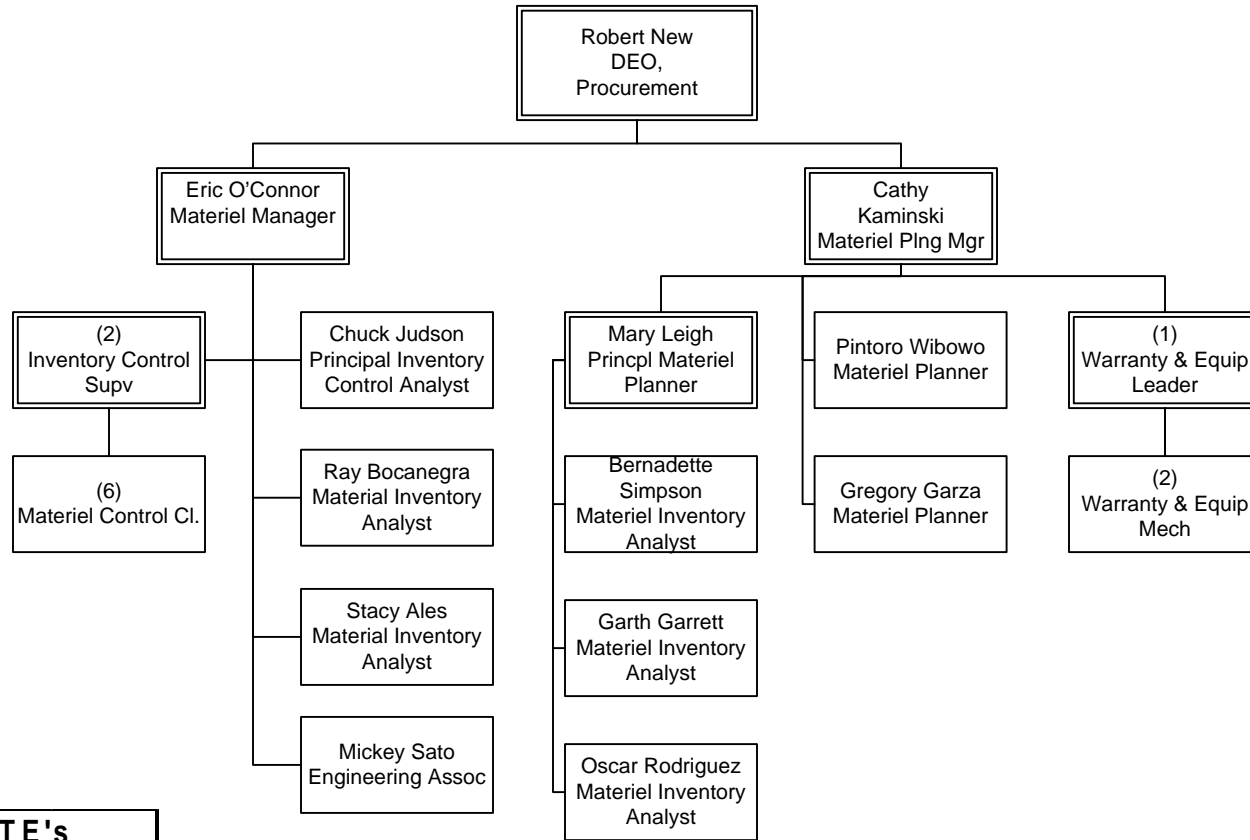 Robert New
DEO,
Procurement
Eric O'Connor
Materiel Manager
Cathy
Kaminski
Materiel Plng Mgr
(2)
Inventory Control
Supv
Chuck Judson
Principal Inventory
Control Analyst
Mary Leigh
Princpl Materiel
Planner
Pintoro Wibowo
Materiel Planner
(1)
Warranty & Equip
Leader
(6)
Materiel Control Cl.
Ray Bocanegra
Material Inventory
Analyst
Bernadette
Simpson
Materiel Inventory
Analyst
Gregory Garza
Materiel Planner
(2)
Warranty & Equip
Mech
Stacy Ales
Material Inventory
Analyst
Garth Garrett
Materiel Inventory
Analyst
Mickey Sato
Engineering Assoc
Oscar Rodriguez
Materiel Inventory
Analyst
TE's